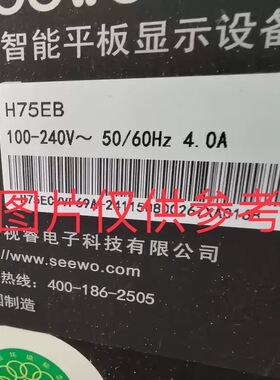 智能平板显示设备
H75EB
100-240V～ 50/60Hz 4.0A
图片仅供参考
视睿电子科技有限公司
www.seewo.com
热线：400-186-2505
国制造